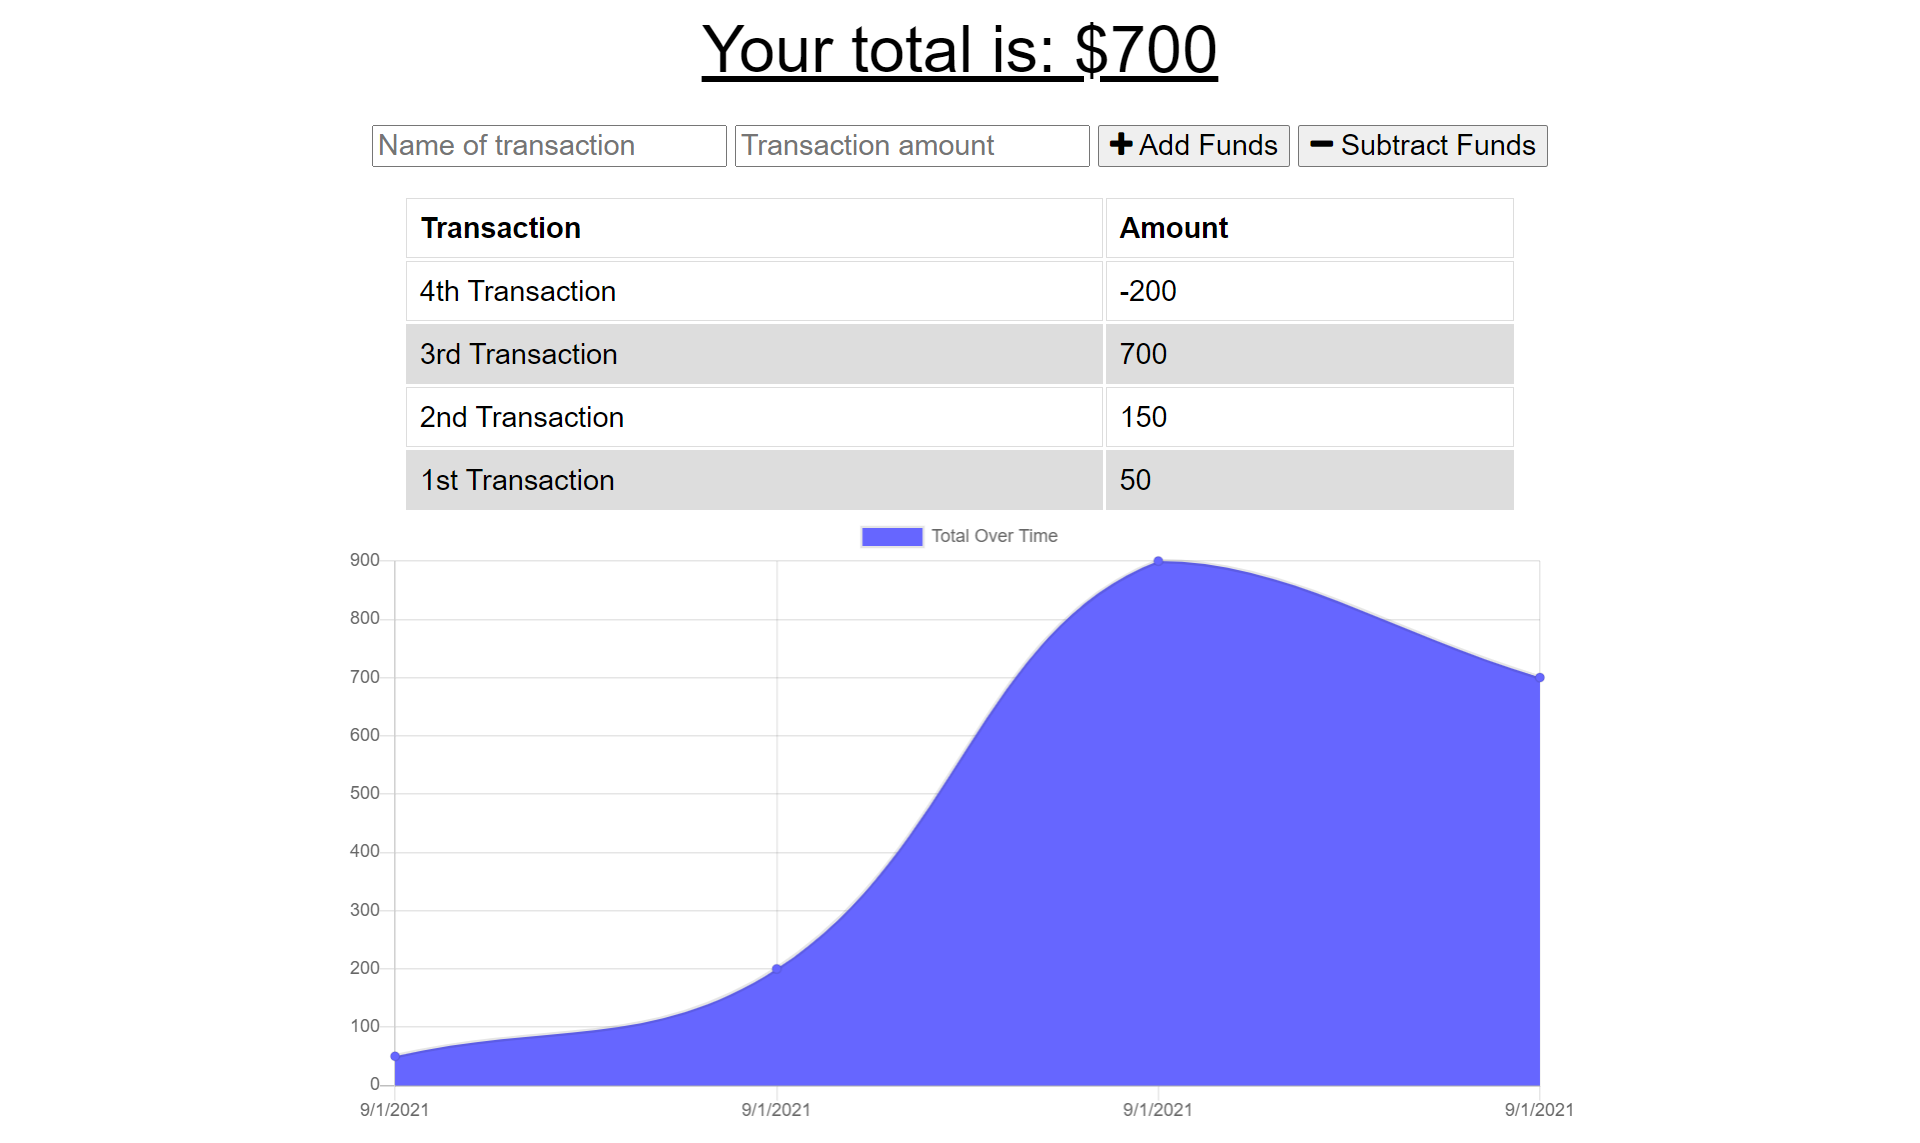 Your total is: $700
Name of transaction Transaction amount Add Funds Subtract Funds
Transaction Amount
4th Transaction -200
3rd Transaction 700
2nd Transaction 150
1st Transaction 50
Total Over Time
900
800
700
600
500
400
300
200
100
0
9/1/2021 9/1/2021 9/1/2021 9/1/2021